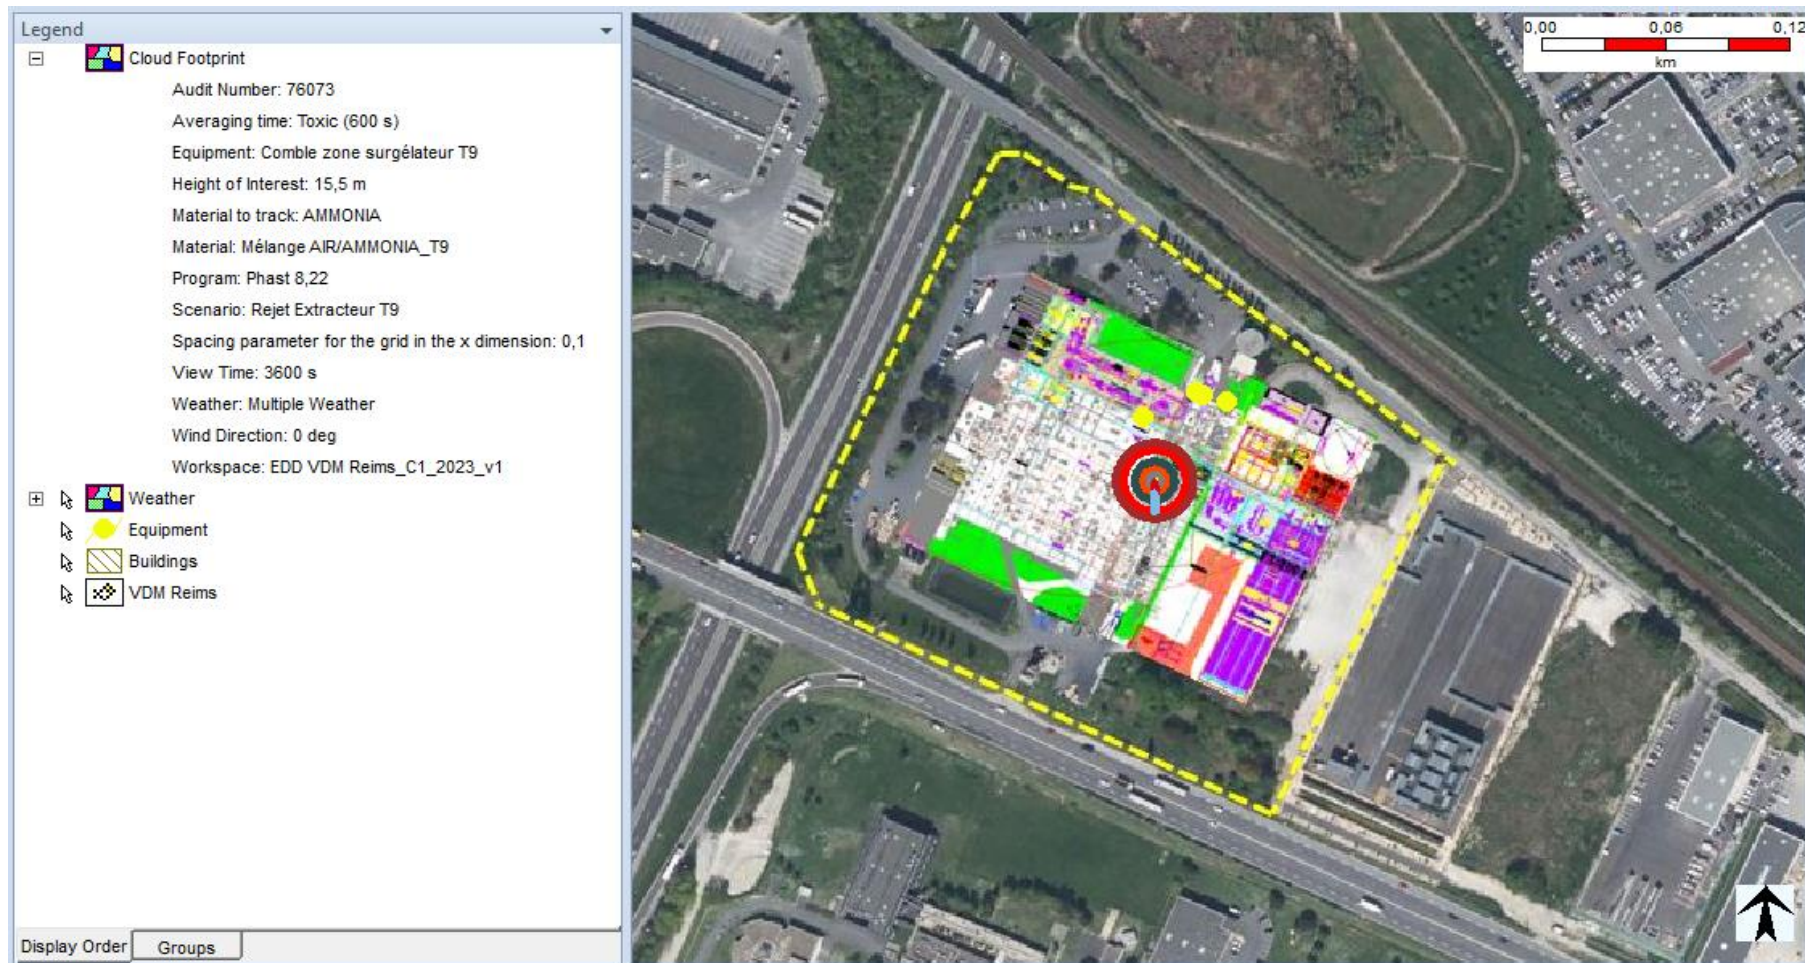 Legend
Cloud Footprint
Audit Number: 76073
Averaging time: Toxic (600 s)
Equipment: Comble zone surgélateur T9
Height of Interest: 15,5 m
Material to track: AMMONIA
Material: Mélange AIR/AMMONIA_T9
Program: Phast 8,22
Scenario: Rejet Extracteur T9
Spacing parameter for the grid in the x dimension: 0,1
View Time: 3600 s
Weather: Multiple Weather
Wind Direction: 0 deg
Workspace: EDD VDM Reims_C1_2023_v1
Weather
Equipment
Buildings
VDM Reims
Display Order Groups
0,00 0,06 0,12
km